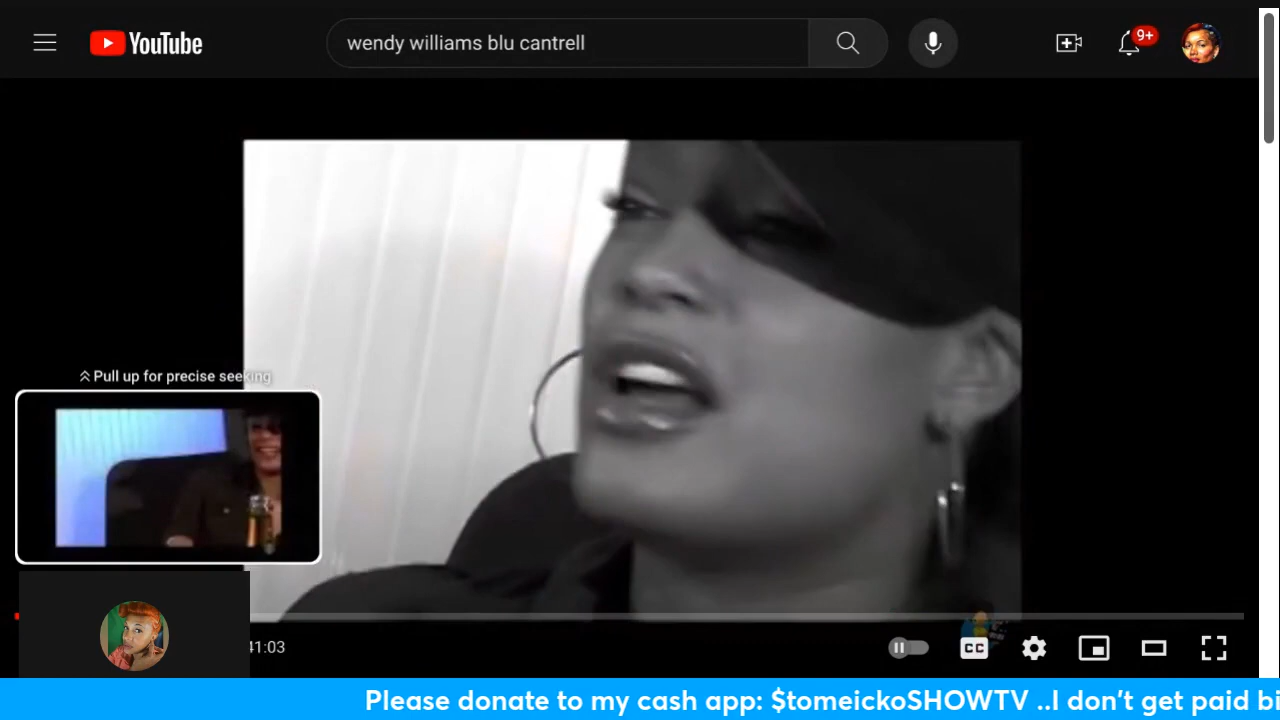 YouTube
wendy williams blu cantrell
9+
Pull up for precise seeking
41:03
CC
Please donate to my cash app: $tomeickoSHOWTV ..I don't get paid bi